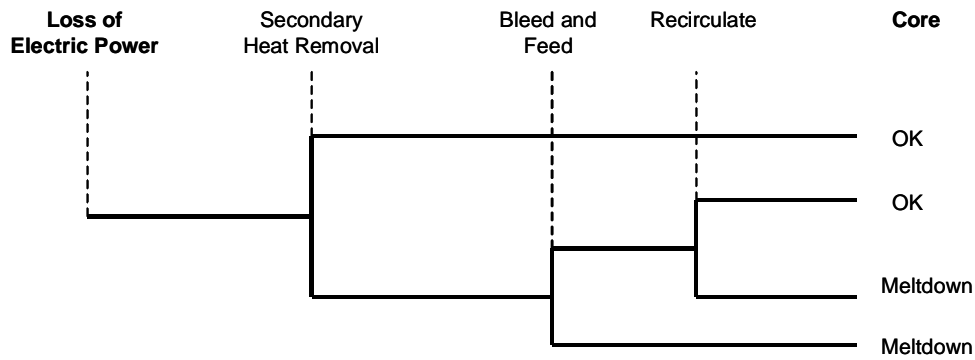 Loss of
Electric Power
Secondary
Heat Removal
Bleed and
Feed
Recirculate
Core
OK
OK
Meltdown
Meltdown